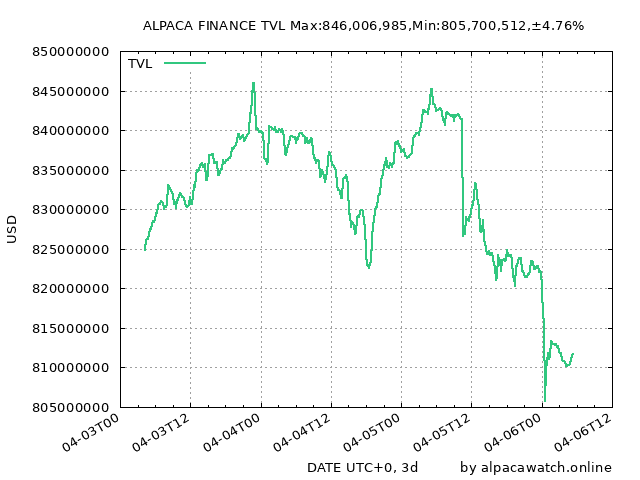 ALPACA FINANCE TVL Max:846,006,985,Min:805,700,512,±4.76%
850000000
TVL
845000000
840000000
835000000
830000000
USD
825000000
820000000
815000000
810000000
805000000
04-03T00
04-03T12
04-04T00
04-04T12
04-05T00
04-05T12
04-06T00
04-06T12
DATE UTC+0, 3d
by alpacawatch.online